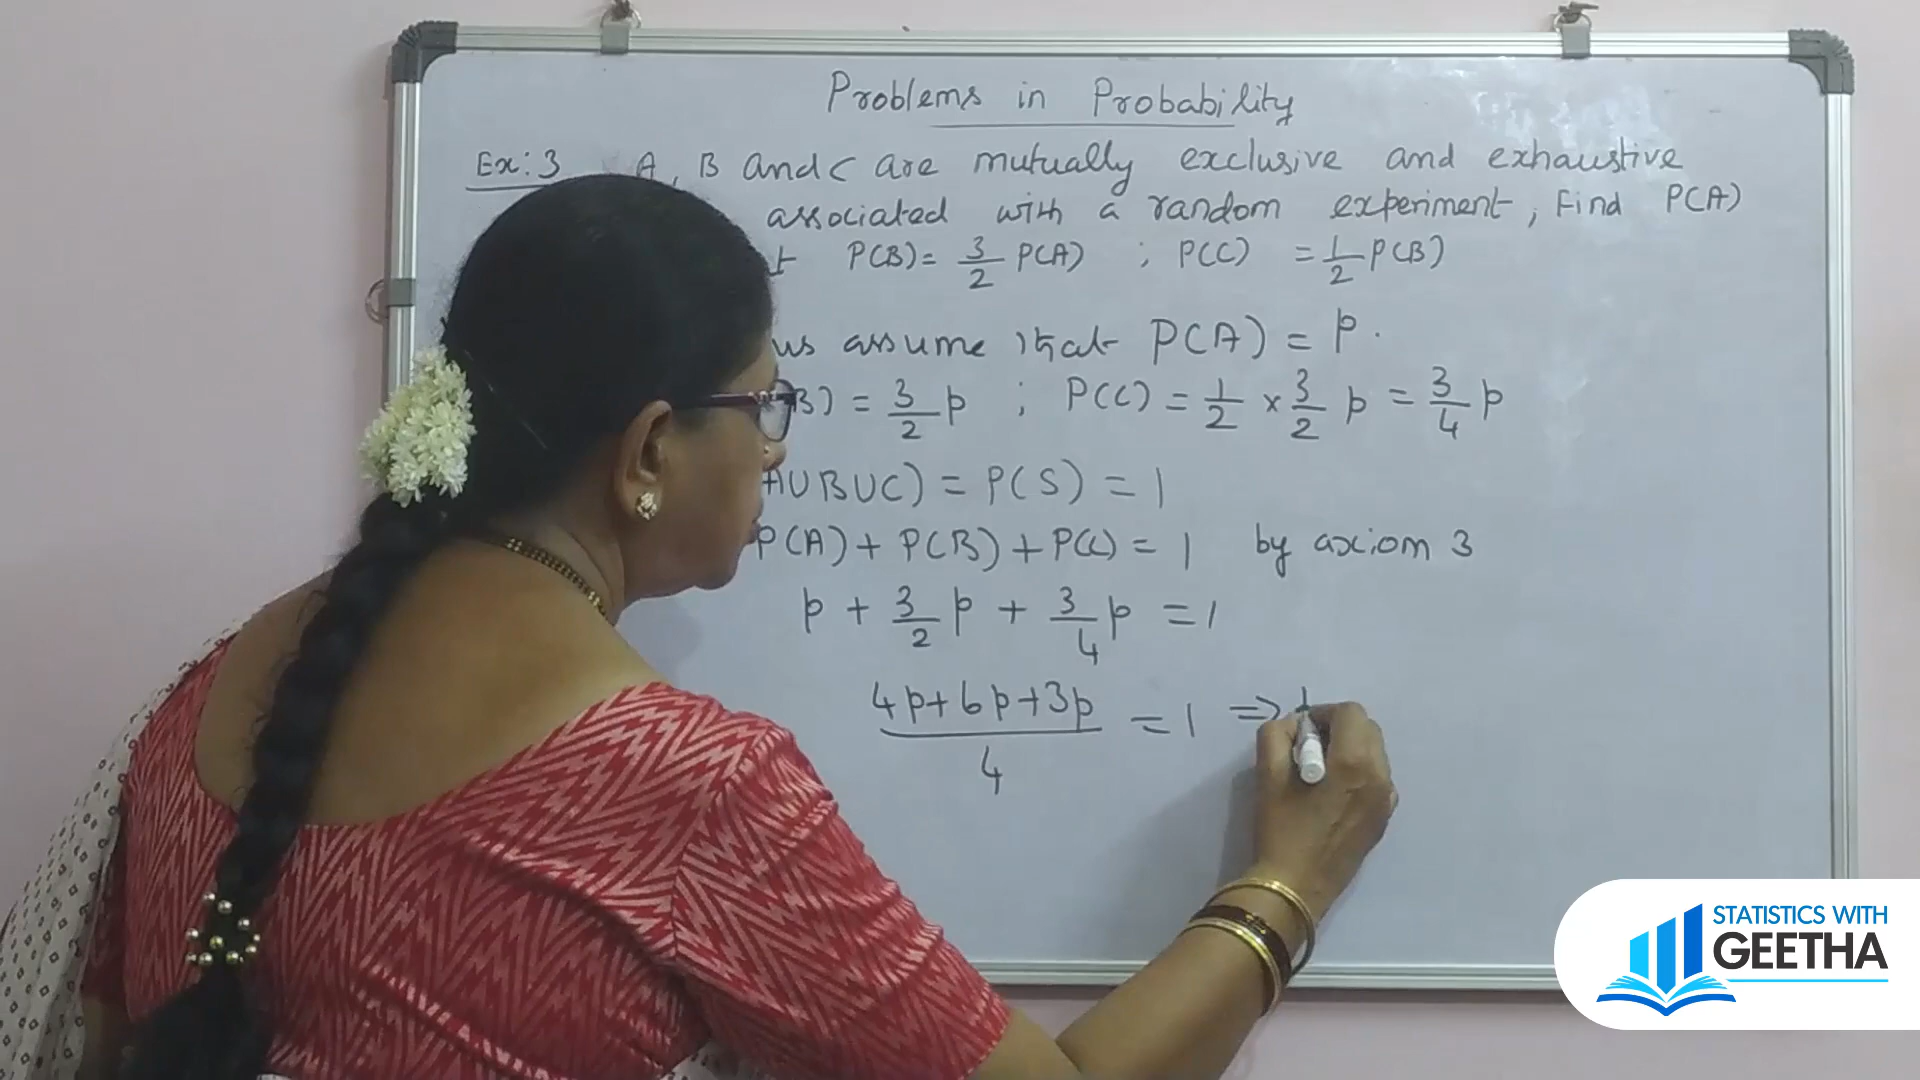 Problems in Probability
Ex: 3 A, B and C are mutually exclusive and exhaustive
associated with a random experiment, Find P(A)
P(B) = 3/2 P(A) ; P(C) = 1/2 P(B)
us assume that P(A) = p.
B) = 3/2 p ; P(C) = 1/2 × 3/2 p = 3/4 p
AUBUC) = P(S) = 1
P(A) + P(B) + P(C) = 1 by axiom 3
p + 3/2 p + 3/4 p = 1
4p+6p+3p / 4 = 1 =>
STATISTICS WITH
GEETHA